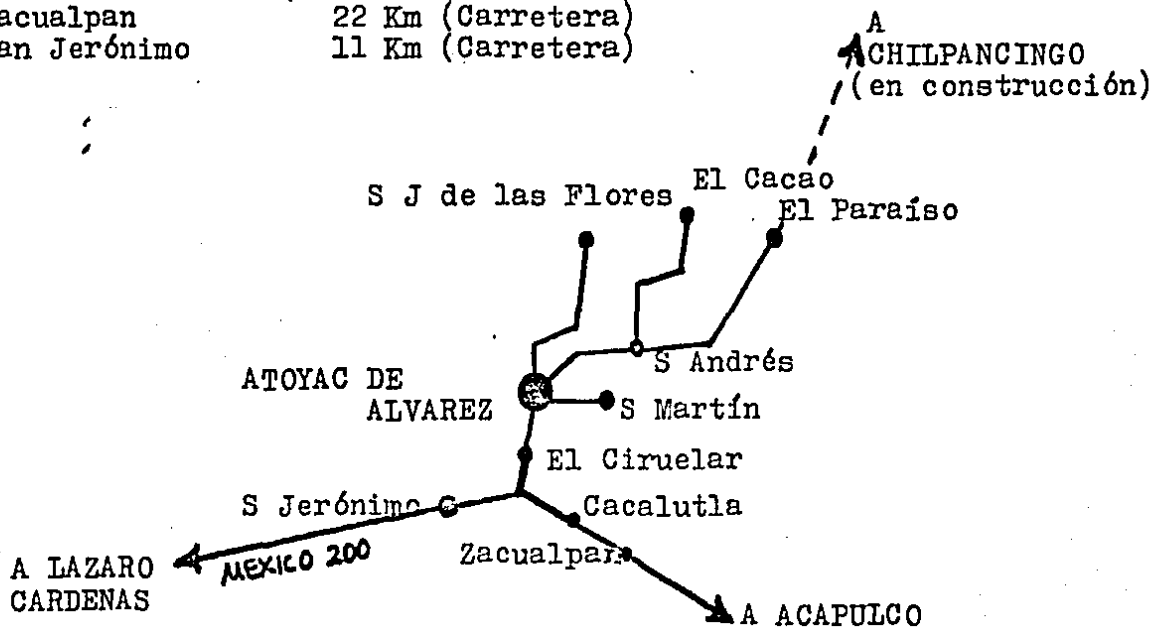 acualpan 22 Km (Carretera)
an Jerónimo 11 Km (Carretera)
A
CHILPANCINGO
(en construcción)
S J de las Flores
El Cacao
El Paraíso
S Andrés
ATOYAC DE
ALVAREZ
S Martín
El Ciruelar
S Jerónimo
Cacalutla
MEXICO 200
Zacualpan
A LAZARO
CARDENAS
A ACAPULCO